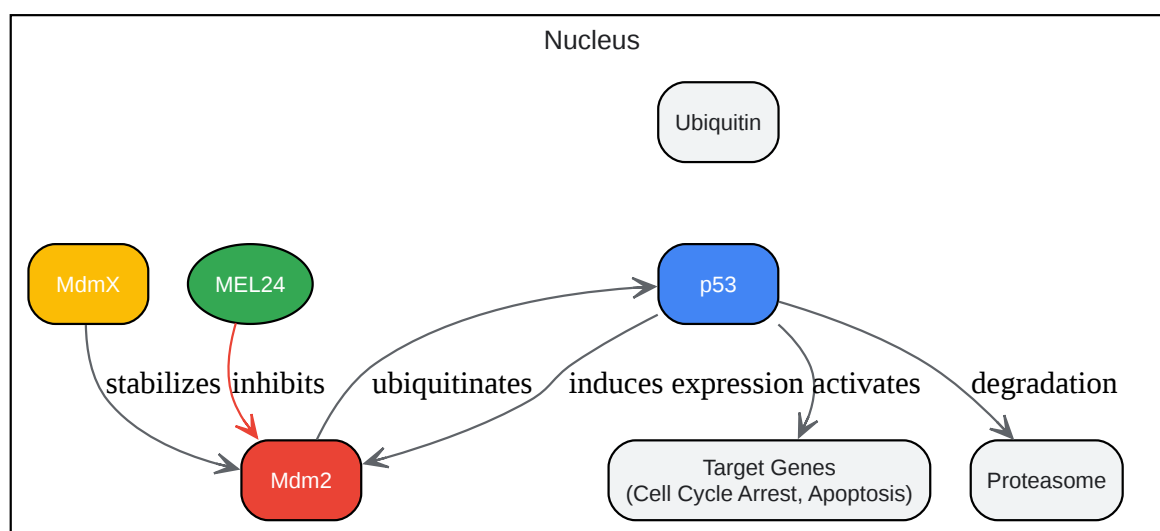 Nucleus
Ubiquitin
MdmX
MEL24
p53
stabilizes
inhibits
ubiquitinates
induces expression
activates
degradation
Mdm2
Target Genes
(Cell Cycle Arrest, Apoptosis)
Proteasome